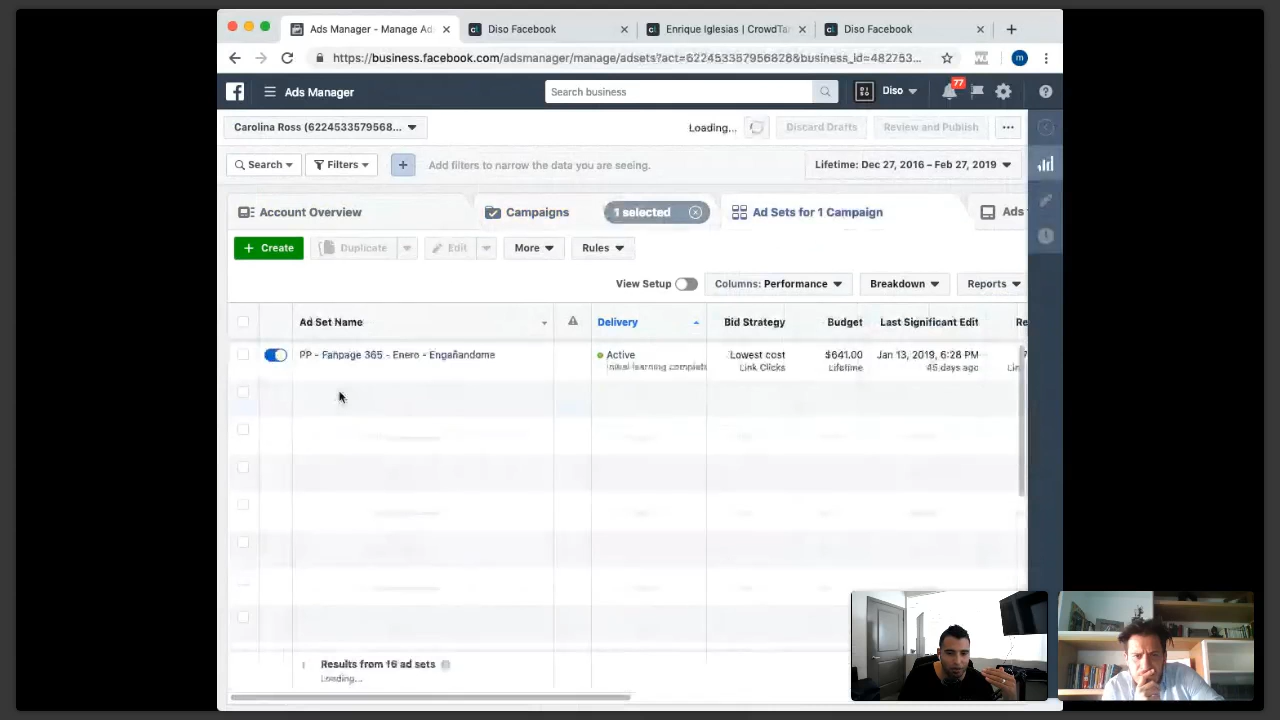 Ads Manager - Manage Ad
Diso Facebook
Enrique Iglesias | CrowdTa
Diso Facebook
https://business.facebook.com/adsmanager/manage/adsets?act=622453357956828&business_id=482753...
Ads Manager
Search business
Diso
77
Carolina Ross (6224533579568...
Loading...
Discard Drafts
Review and Publish
Search
Filters
Add filters to narrow the data you are seeing.
Lifetime: Dec 27, 2016 – Feb 27, 2019
Account Overview
Campaigns
1 selected
Ad Sets for 1 Campaign
Ads
+ Create
Duplicate
Edit
More
Rules
View Setup
Columns: Performance
Breakdown
Reports
Ad Set Name
Delivery
Bid Strategy
Budget
Last Significant Edit
Re
PP - Fanpage 365 - Enero - Engañandome
Active
Lowest cost
$641.00
Jan 13, 2019, 6:28 PM
Initial learning complete
Link Clicks
Lifetime
45 days ago
Lin
Results from 16 ad sets
Loading...